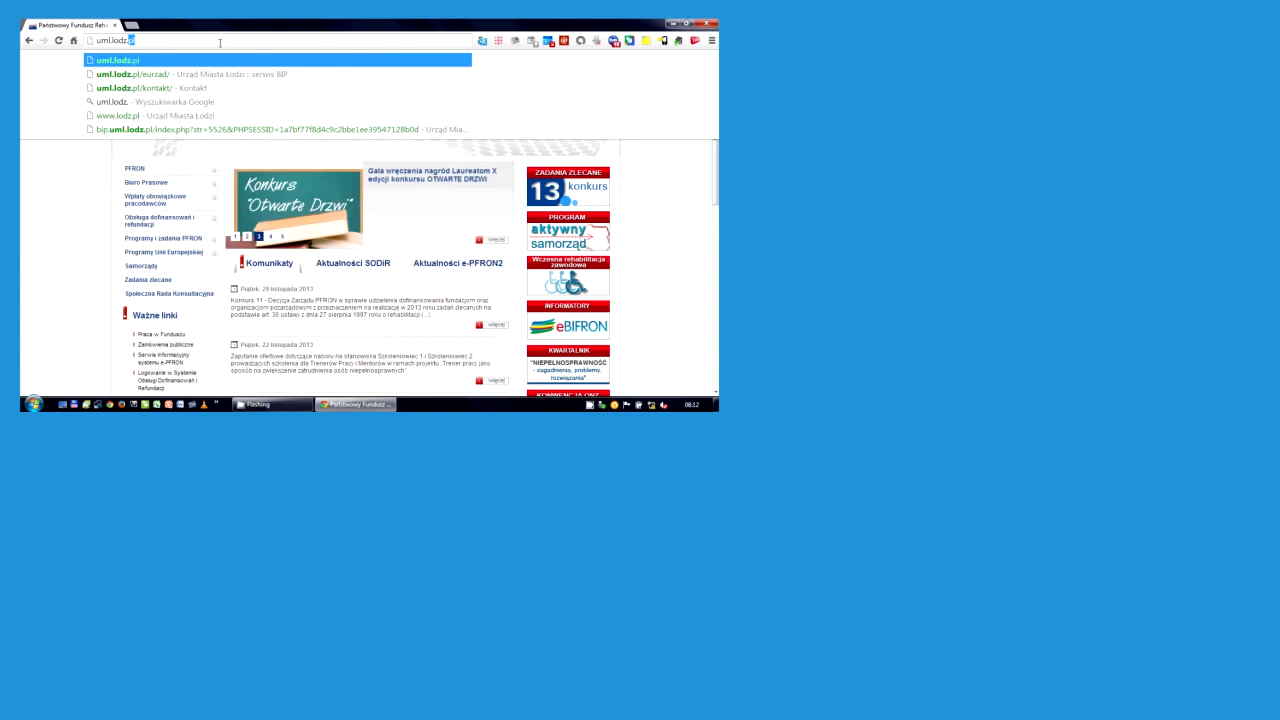 Państwowy Fundusz Reh
uml.lodz.pl
uml.lodz.pl
uml.lodz.pl/eurzad/ - Urząd Miasta Łodzi :: serwis BIP
uml.lodz.pl/kontakt/ - Kontakt
uml.lodz. - Wyszukiwarka Google
www.lodz.pl - Urząd Miasta Łodzi
bip.uml.lodz.pl/index.php?str=5526&PHPSESSID=1a7bf77f8d4c9c2bbe1ee39547128b0d - Urząd Mia...
PFRON
Biuro Prasowe
Wpłaty obowiązkowe
pracodawców
Obsługa dofinansowań i
refundacji
Programy i zadania PFRON
Programy Unii Europejskiej
Samorządy
Zadania zlecane
Społeczna Rada Konsultacyjna
Ważne linki
Praca w Funduszu
Zamówienia publiczne
Serwis Informacyjny
systemu e-PFRON
Logowanie w Systemie
Obsługi Dofinansowań i
Refundacji
Konkurs
"Otwarte Drzwi"
1 2 3 4 5
Gala wręczenia nagród Laureatom X
edycji konkursu OTWARTE DRZWI
więcej
Komunikaty
Aktualności SODiR
Aktualności e-PFRON2
Piątek, 29 listopada 2013
Konkurs 11 - Decyzja Zarządu PFRON w sprawie udzielenia dofinansowania fundacjom oraz
organizacjom pozarządowym z przeznaczeniem na realizację w 2013 roku zadań zlecanych na
podstawie art. 36 ustawy z dnia 27 sierpnia 1997 roku o rehabilitacji (...)
więcej
Piątek, 22 listopada 2013
Zapytanie ofertowe dotyczące naboru na stanowiska Szkoleniowiec 1 i Szkoleniowiec 2
prowadzących szkolenia dla Trenerów Pracy i Mentorów w ramach projektu „Trener pracy jako
sposób na zwiększenie zatrudnienia osób niepełnosprawnych"
więcej
ZADANIA ZLECANE
13 konkurs
PROGRAM
aktywny
samorząd
Wczesna rehabilitacja
zawodowa
INFORMATORY
eBIFRON
KWARTALNIK
"NIEPEŁNOSPRAWNOŚĆ
- zagadnienia, problemy,
rozwiązania"
KONWENCJA ONZ
Flashing
Państwowy Fundusz ...
08:12